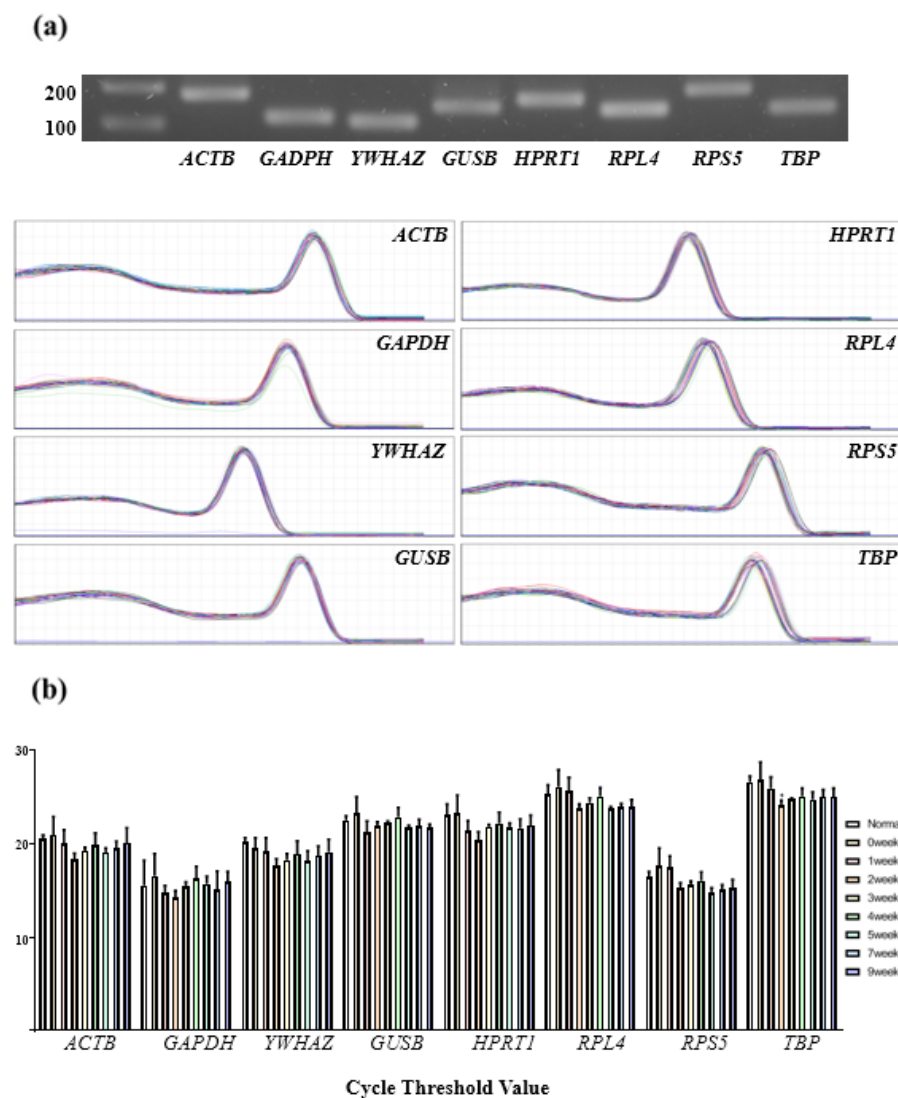 (a)
200
100
ACTB GADPH YWHAZ GUSB HPRT1 RPL4 RPS5 TBP
ACTB
HPRT1
GAPDH
RPL4
YWHAZ
RPS5
GUSB
TBP
(b)
30
20
10
Norma
0week
1week
2week
3week
4week
5week
7week
9week
ACTB GAPDH YWHAZ GUSB HPRT1 RPL4 RPS5 TBP
Cycle Threshold Value